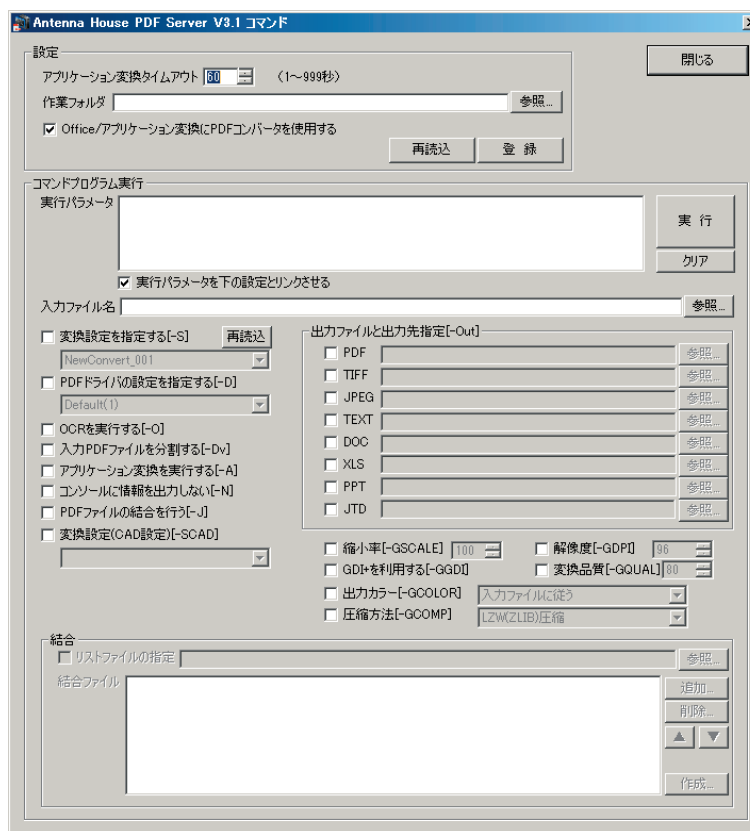 Antenna House PDF Server V3.1 コマンド
設定
閉じる
アプリケーション変換タイムアウト 60 (1～999秒)
作業フォルダ 参照...
Office/アプリケーション変換にPDFコンバータを使用する
再読込 登 録
コマンドプログラム実行
実行パラメータ
実 行
クリア
実行パラメータを下の設定とリンクさせる
入力ファイル名 参照...
変換設定を指定する[-S] 再読込
NewConvert_001
PDFドライバの設定を指定する[-D]
Default(1)
OCRを実行する[-O]
入力PDFファイルを分割する[-Dv]
アプリケーション変換を実行する[-A]
コンソールに情報を出力しない[-N]
PDFファイルの結合を行う[-J]
変換設定(CAD設定)[-SCAD]
出力ファイルと出力先指定[-Out]
PDF 参照...
TIFF 参照...
JPEG 参照...
TEXT 参照...
DOC 参照...
XLS 参照...
PPT 参照...
JTD 参照...
縮小率[-GSCALE] 100 解像度[-GDPI] 96
GDI+を利用する[-GGDI] 変換品質[-GQUAL] 80
出力カラー[-GCOLOR] 入力ファイルに従う
圧縮方法[-GCOMP] LZW(ZLIB)圧縮
結合
リストファイルの指定 参照...
結合ファイル
追加...
削除...
▲ ▼
作成...